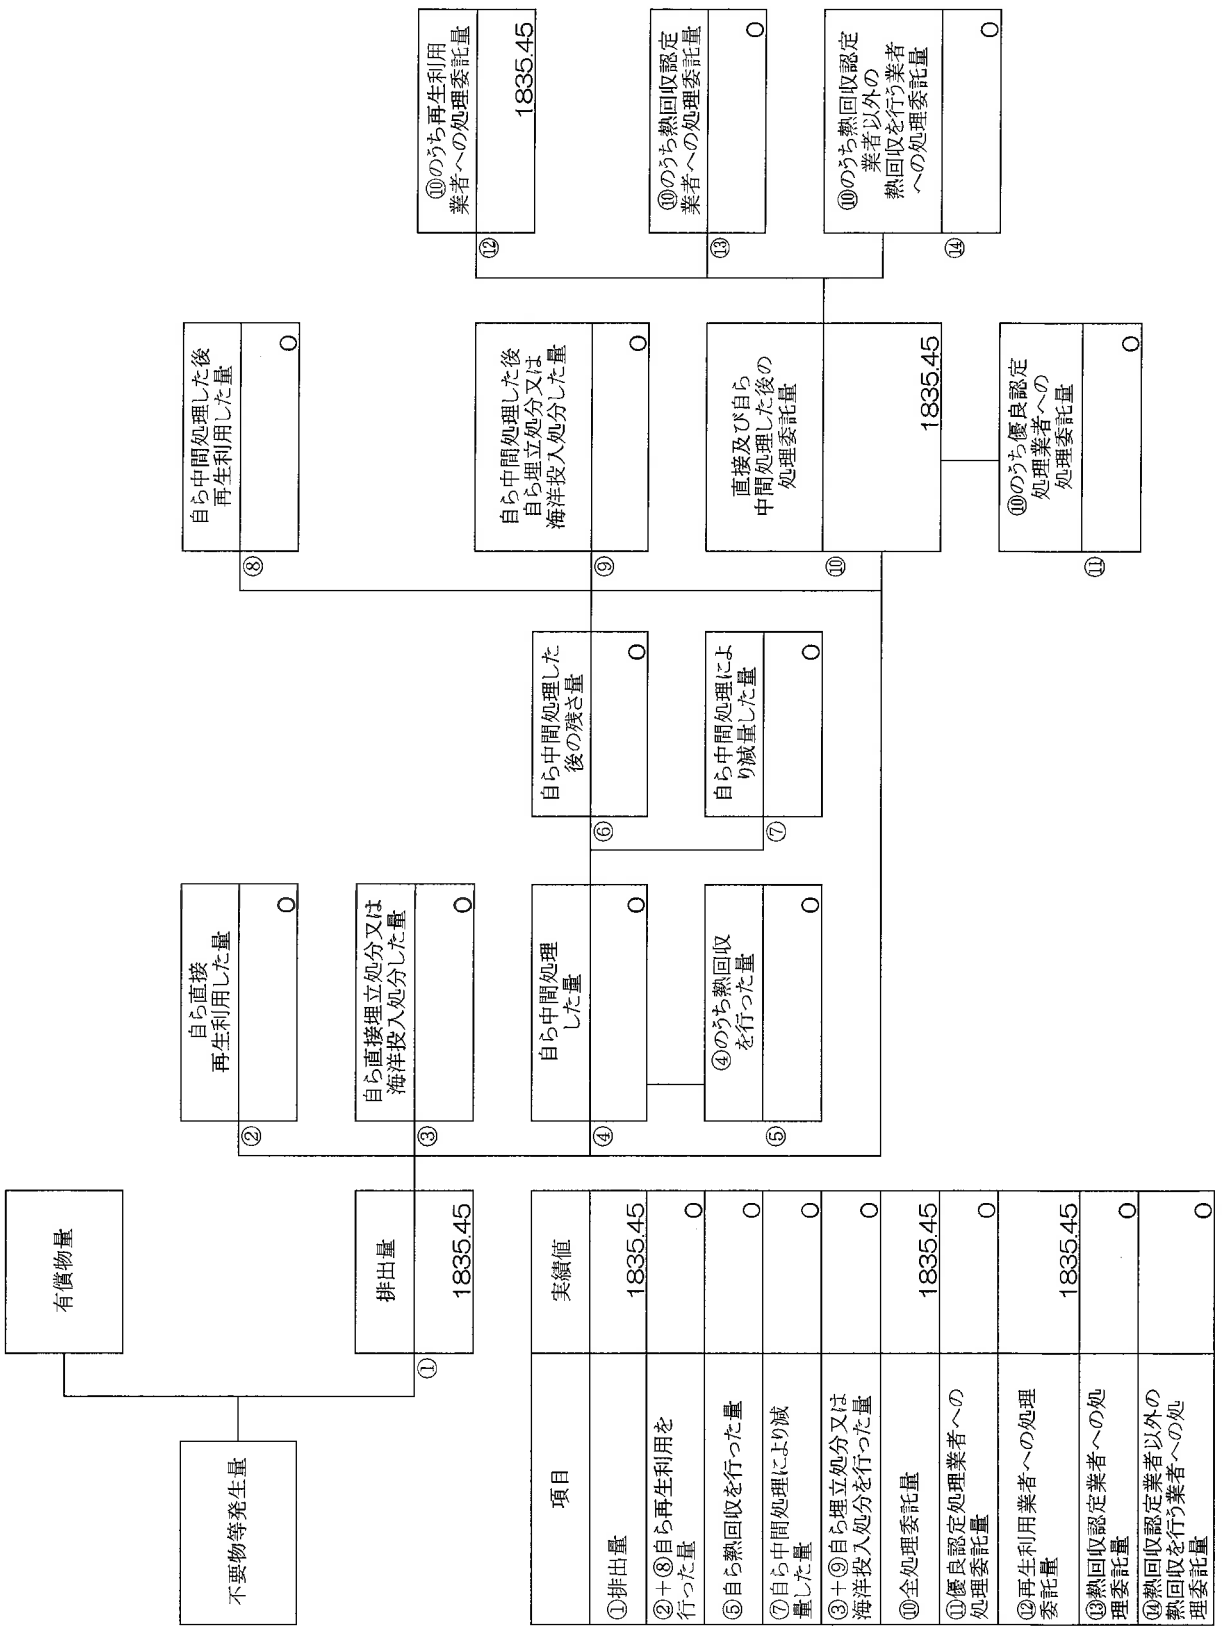 不要物等発生量
有償物量
排出量
①
1835.45
自ら直接
再生利用した量
②
0
自ら直接埋立処分又は
海洋投入処分した量
③
0
自ら中間処理
した量
④
0
④のうち熱回収
を行った量
⑤
0
自ら中間処理した
後の残さ量
⑥
0
自ら中間処理によ
り減量した量
⑦
0
自ら中間処理した後
再生利用した量
⑧
0
自ら中間処理した後
自ら埋立処分又は
海洋投入処分した量
⑨
0
直接及び自ら
中間処理した後の
処理委託量
⑩
1835.45
⑩のうち優良認定
処理業者への
処理委託量
⑪
0
⑩のうち再生利用
業者への処理委託量
⑫
1835.45
⑩のうち熱回収認定
業者への処理委託量
⑬
0
⑩のうち熱回収認定
業者以外の
熱回収を行う業者
への処理委託量
⑭
0
項目 実績値
①排出量 1835.45
②+⑧自ら再生利用を
行った量 0
⑤自ら熱回収を行った量 0
⑦自ら中間処理により減
量した量 0
③+⑨自ら埋立処分又は
海洋投入処分を行った量 0
⑩全処理委託量 1835.45
⑪優良認定処理業者への
処理委託量 0
⑫再生利用業者への処理
委託量 1835.45
⑬熱回収認定業者への処
理委託量 0
⑭熱回収認定業者以外の
熱回収を行う業者への処
理委託量 0